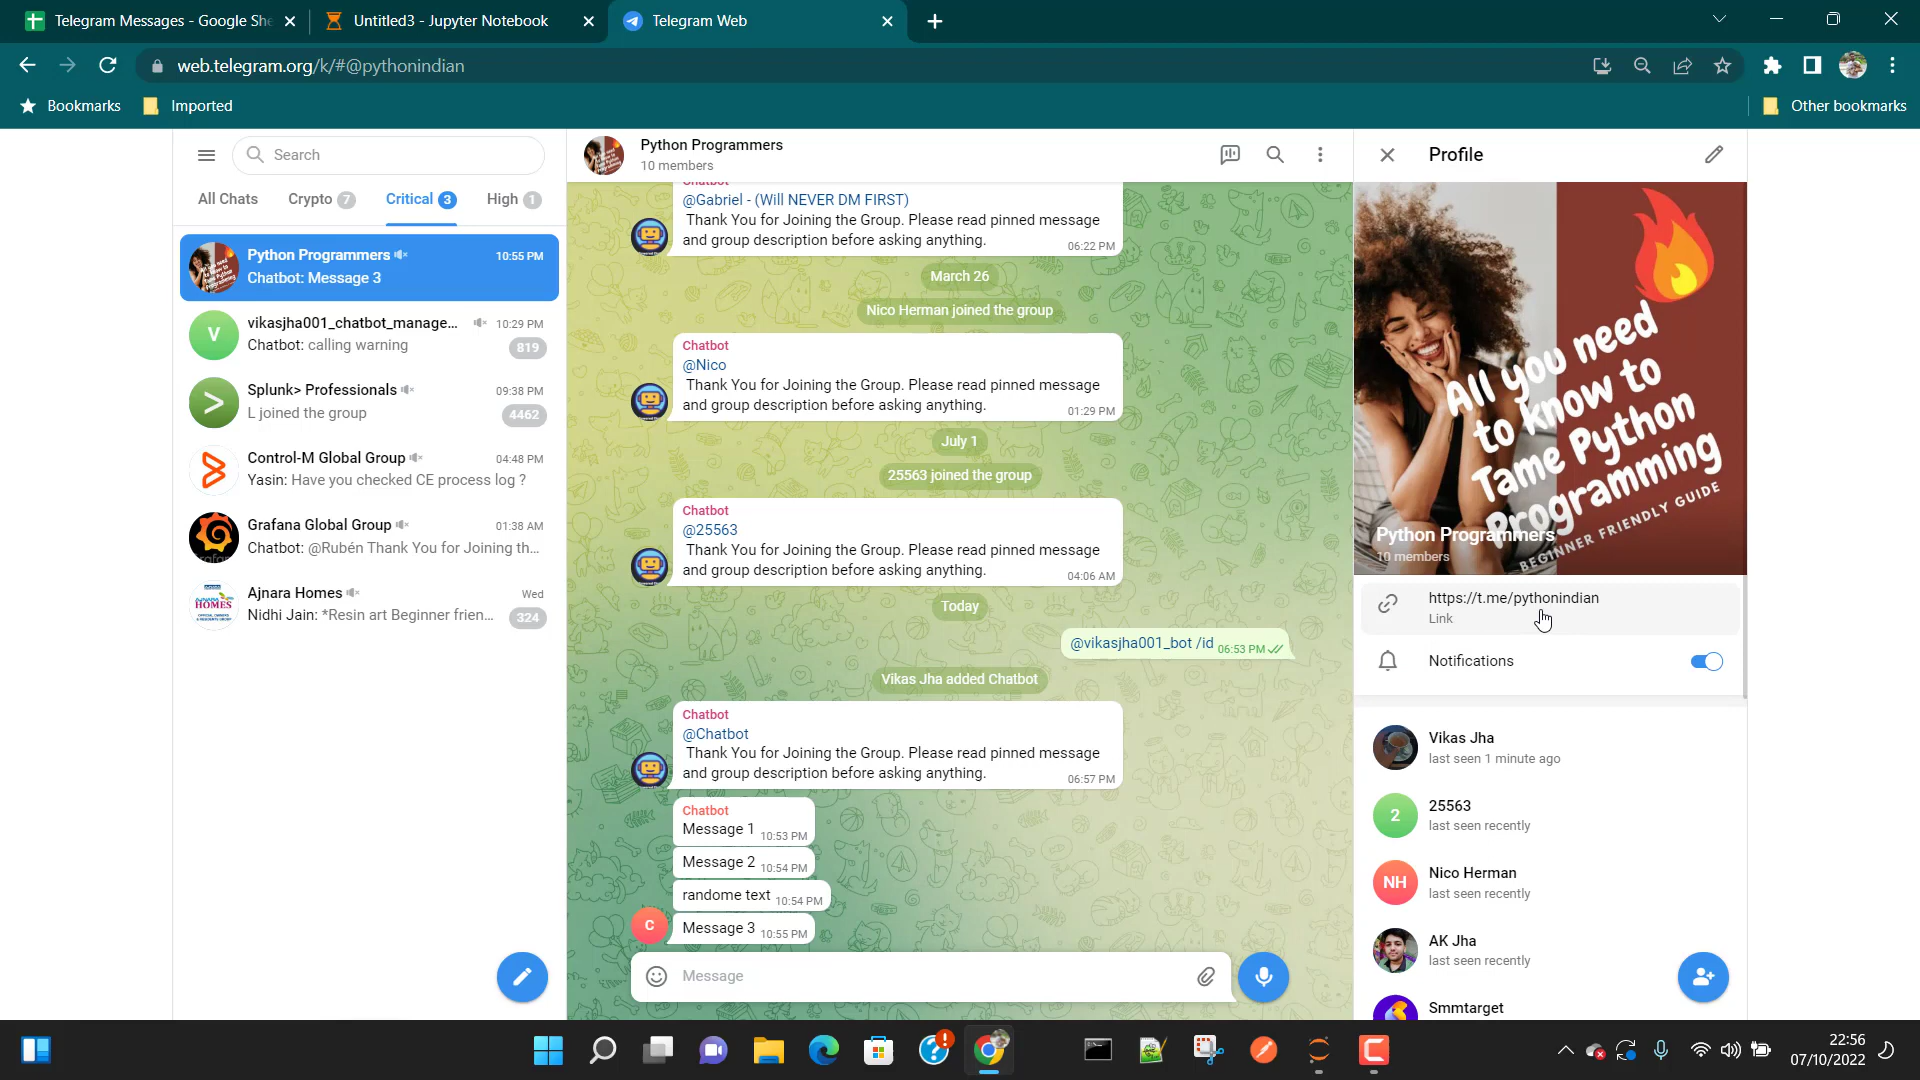 Telegram Messages - Google She
Untitled3 - Jupyter Notebook
Telegram Web
web.telegram.org/k/#@pythonindian
Bookmarks
Imported
Other bookmarks
Search
All Chats
Crypto 7
Critical 3
High 1
Python Programmers
10:55 PM
Chatbot: Message 3
V
vikasjha001_chatbot_manage...
10:29 PM
Chatbot: calling warning
819
Splunk> Professionals
09:38 PM
L joined the group
4462
Control-M Global Group
04:48 PM
Yasin: Have you checked CE process log ?
Grafana Global Group
01:38 AM
Chatbot: @Rubén Thank You for Joining th...
AJNARA
HOMES
Ajnara Homes
Wed
Nidhi Jain: *Resin art Beginner frien...
324
Python Programmers
10 members
Chatbot
@Gabriel - (Will NEVER DM FIRST)
Thank You for Joining the Group. Please read pinned message
and group description before asking anything.
06:22 PM
March 26
Nico Herman joined the group
Chatbot
@Nico
Thank You for Joining the Group. Please read pinned message
and group description before asking anything.
01:29 PM
July 1
25563 joined the group
Chatbot
@25563
Thank You for Joining the Group. Please read pinned message
and group description before asking anything.
04:06 AM
Today
@vikasjha001_bot /id 06:53 PM
Vikas Jha added Chatbot
Chatbot
@Chatbot
Thank You for Joining the Group. Please read pinned message
and group description before asking anything.
06:57 PM
Chatbot
Message 1 10:53 PM
Message 2 10:54 PM
randome text 10:54 PM
C
Message 3 10:55 PM
Message
Profile
All you need
to know to
Tame Python
Programming
BEGINNER FRIENDLY GUIDE
Python Programmers
10 members
https://t.me/pythonindian
Link
Notifications
Vikas Jha
last seen 1 minute ago
2
25563
last seen recently
NH
Nico Herman
last seen recently
AK Jha
last seen recently
Smmtarget
22:56
07/10/2022